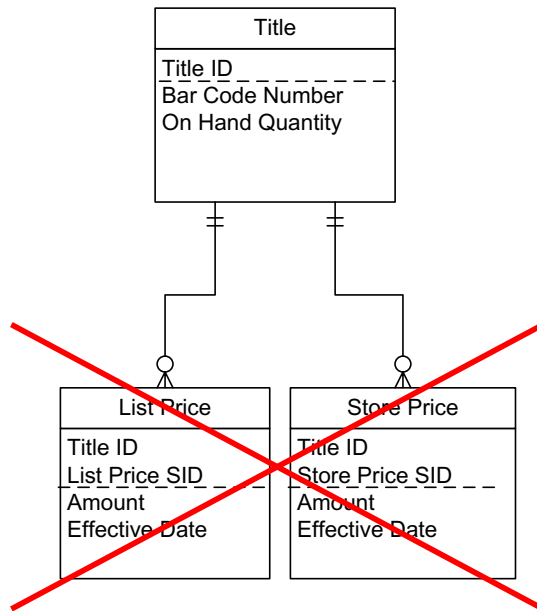 Title
Title ID
Bar Code Number
On Hand Quantity
List Price
Title ID
List Price SID
Amount
Effective Date
Store Price
Title ID
Store Price SID
Amount
Effective Date